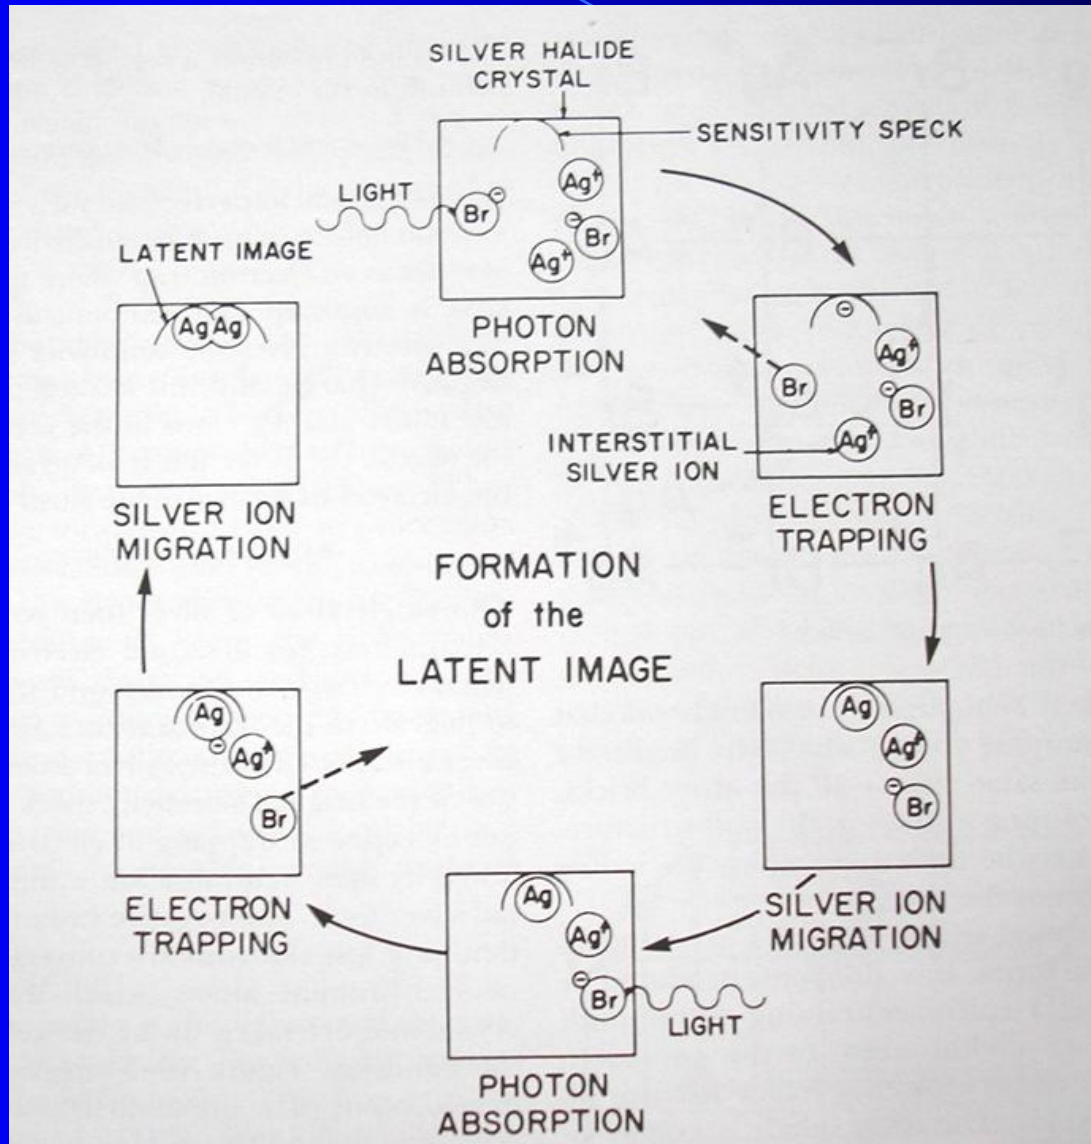 SILVER HALIDE
CRYSTAL
SENSITIVITY SPECK
LIGHT
Br ⊖
Ag+
⊖ Br
Ag+
PHOTON
ABSORPTION
⊖
Ag+
Br
⊖ Br
Ag+
INTERSTITIAL
SILVER ION
ELECTRON
TRAPPING
Ag
Ag+
⊖ Br
SILVER ION
MIGRATION
Ag
Ag+
⊖ Br
LIGHT
PHOTON
ABSORPTION
Ag
⊖
Ag+
Br
ELECTRON
TRAPPING
LATENT IMAGE
Ag Ag
SILVER ION
MIGRATION
FORMATION
of the
LATENT IMAGE